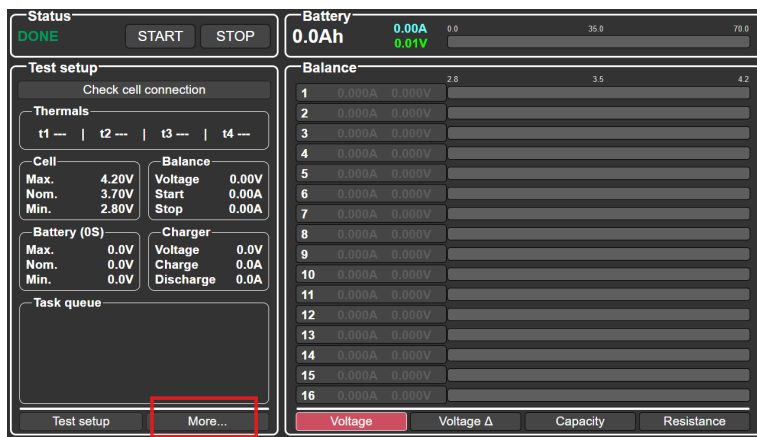 Status
DONE START STOP
Test setup
Check cell connection
Thermals
t1 --- | t2 --- | t3 --- | t4 ---
Cell
Max. 4.20V
Nom. 3.70V
Min. 2.80V
Balance
Voltage 0.00V
Start 0.00A
Stop 0.00A
Battery (0S)
Max. 0.0V
Nom. 0.0V
Min. 0.0V
Charger
Voltage 0.0V
Charge 0.0A
Discharge 0.0A
Task queue
Test setup More...
Battery
0.0Ah 0.00A 0.01V
0.0 35.0 70.0
Balance
2.8 3.5 4.2
1 0.000A 0.000V
2 0.000A 0.000V
3 0.000A 0.000V
4 0.000A 0.000V
5 0.000A 0.000V
6 0.000A 0.000V
7 0.000A 0.000V
8 0.000A 0.000V
9 0.000A 0.000V
10 0.000A 0.000V
11 0.000A 0.000V
12 0.000A 0.000V
13 0.000A 0.000V
14 0.000A 0.000V
15 0.000A 0.000V
16 0.000A 0.000V
Voltage Voltage Δ Capacity Resistance